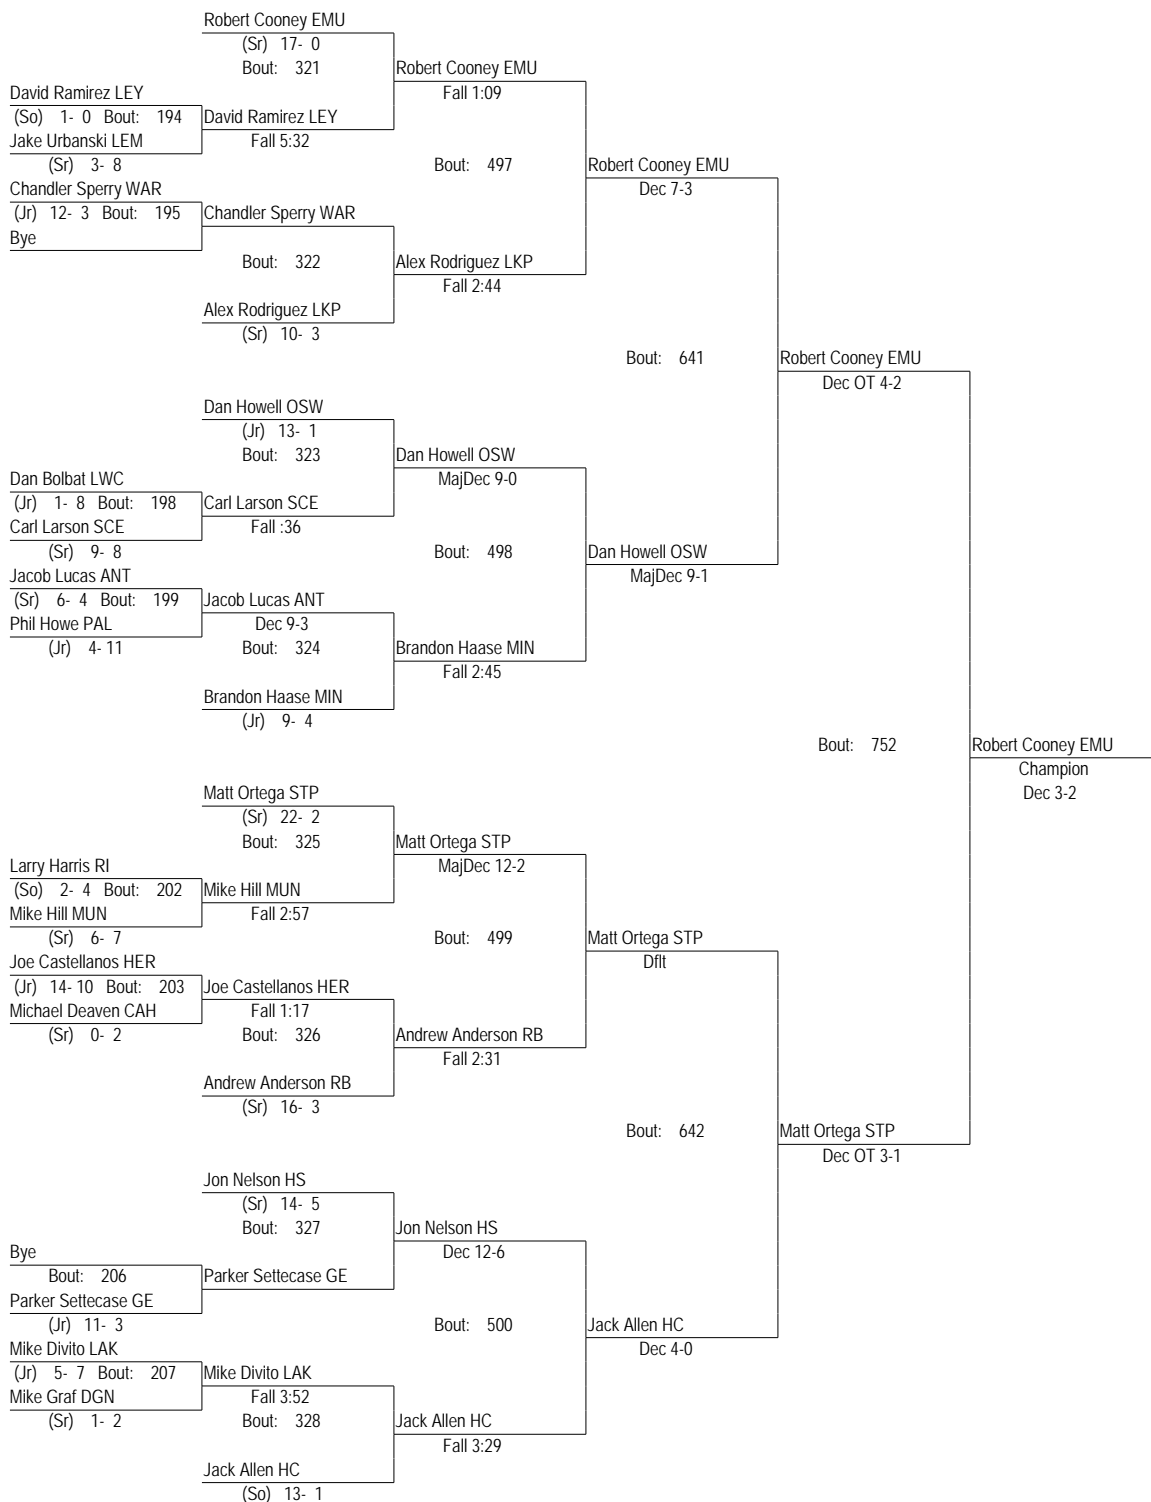 Robert Cooney EMU
(Sr) 17- 0
Bout: 321
Robert Cooney EMU
Fall 1:09
David Ramirez LEY
(So) 1- 0 Bout: 194
David Ramirez LEY
Jake Urbanski LEM
Fall 5:32
(Sr) 3- 8
Bout: 497
Robert Cooney EMU
Dec 7-3
Chandler Sperry WAR
(Jr) 12- 3 Bout: 195
Chandler Sperry WAR
Bye
Bout: 322
Alex Rodriguez LKP
Fall 2:44
Alex Rodriguez LKP
(Sr) 10- 3
Bout: 641
Robert Cooney EMU
Dec OT 4-2
Dan Howell OSW
(Jr) 13- 1
Bout: 323
Dan Howell OSW
MajDec 9-0
Dan Bolbat LWC
(Jr) 1- 8 Bout: 198
Carl Larson SCE
Carl Larson SCE
Fall :36
(Sr) 9- 8
Bout: 498
Dan Howell OSW
MajDec 9-1
Jacob Lucas ANT
(Sr) 6- 4 Bout: 199
Jacob Lucas ANT
Phil Howe PAL
Dec 9-3
(Jr) 4- 11
Bout: 324
Brandon Haase MIN
Fall 2:45
Brandon Haase MIN
(Jr) 9- 4
Bout: 752
Robert Cooney EMU
Champion
Dec 3-2
Matt Ortega STP
(Sr) 22- 2
Bout: 325
Matt Ortega STP
MajDec 12-2
Larry Harris RI
(So) 2- 4 Bout: 202
Mike Hill MUN
Mike Hill MUN
Fall 2:57
(Sr) 6- 7
Bout: 499
Matt Ortega STP
Dflt
Joe Castellanos HER
(Jr) 14- 10 Bout: 203
Joe Castellanos HER
Michael Deaven CAH
Fall 1:17
(Sr) 0- 2
Bout: 326
Andrew Anderson RB
Fall 2:31
Andrew Anderson RB
(Sr) 16- 3
Bout: 642
Matt Ortega STP
Dec OT 3-1
Jon Nelson HS
(Sr) 14- 5
Bout: 327
Jon Nelson HS
Dec 12-6
Bye
Bout: 206
Parker Settecase GE
Parker Settecase GE
(Jr) 11- 3
Bout: 500
Jack Allen HC
Dec 4-0
Mike Divito LAK
(Jr) 5- 7 Bout: 207
Mike Divito LAK
Mike Graf DGN
Fall 3:52
(Sr) 1- 2
Bout: 328
Jack Allen HC
Fall 3:29
Jack Allen HC
(So) 13- 1